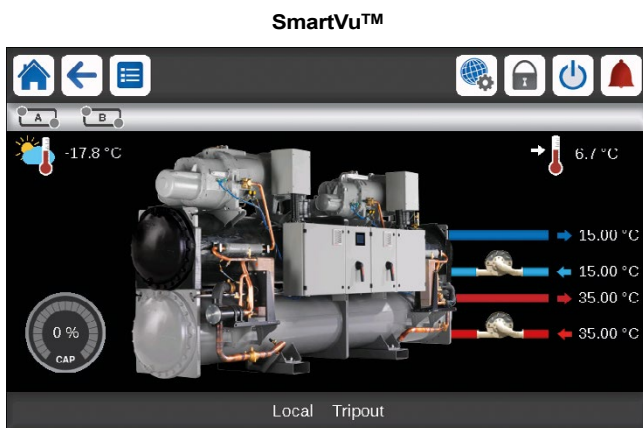 SmartVu™
A B
-17.8 °C
6.7 °C
15.00 °C
15.00 °C
35.00 °C
35.00 °C
0 %
CAP
Local Tripout